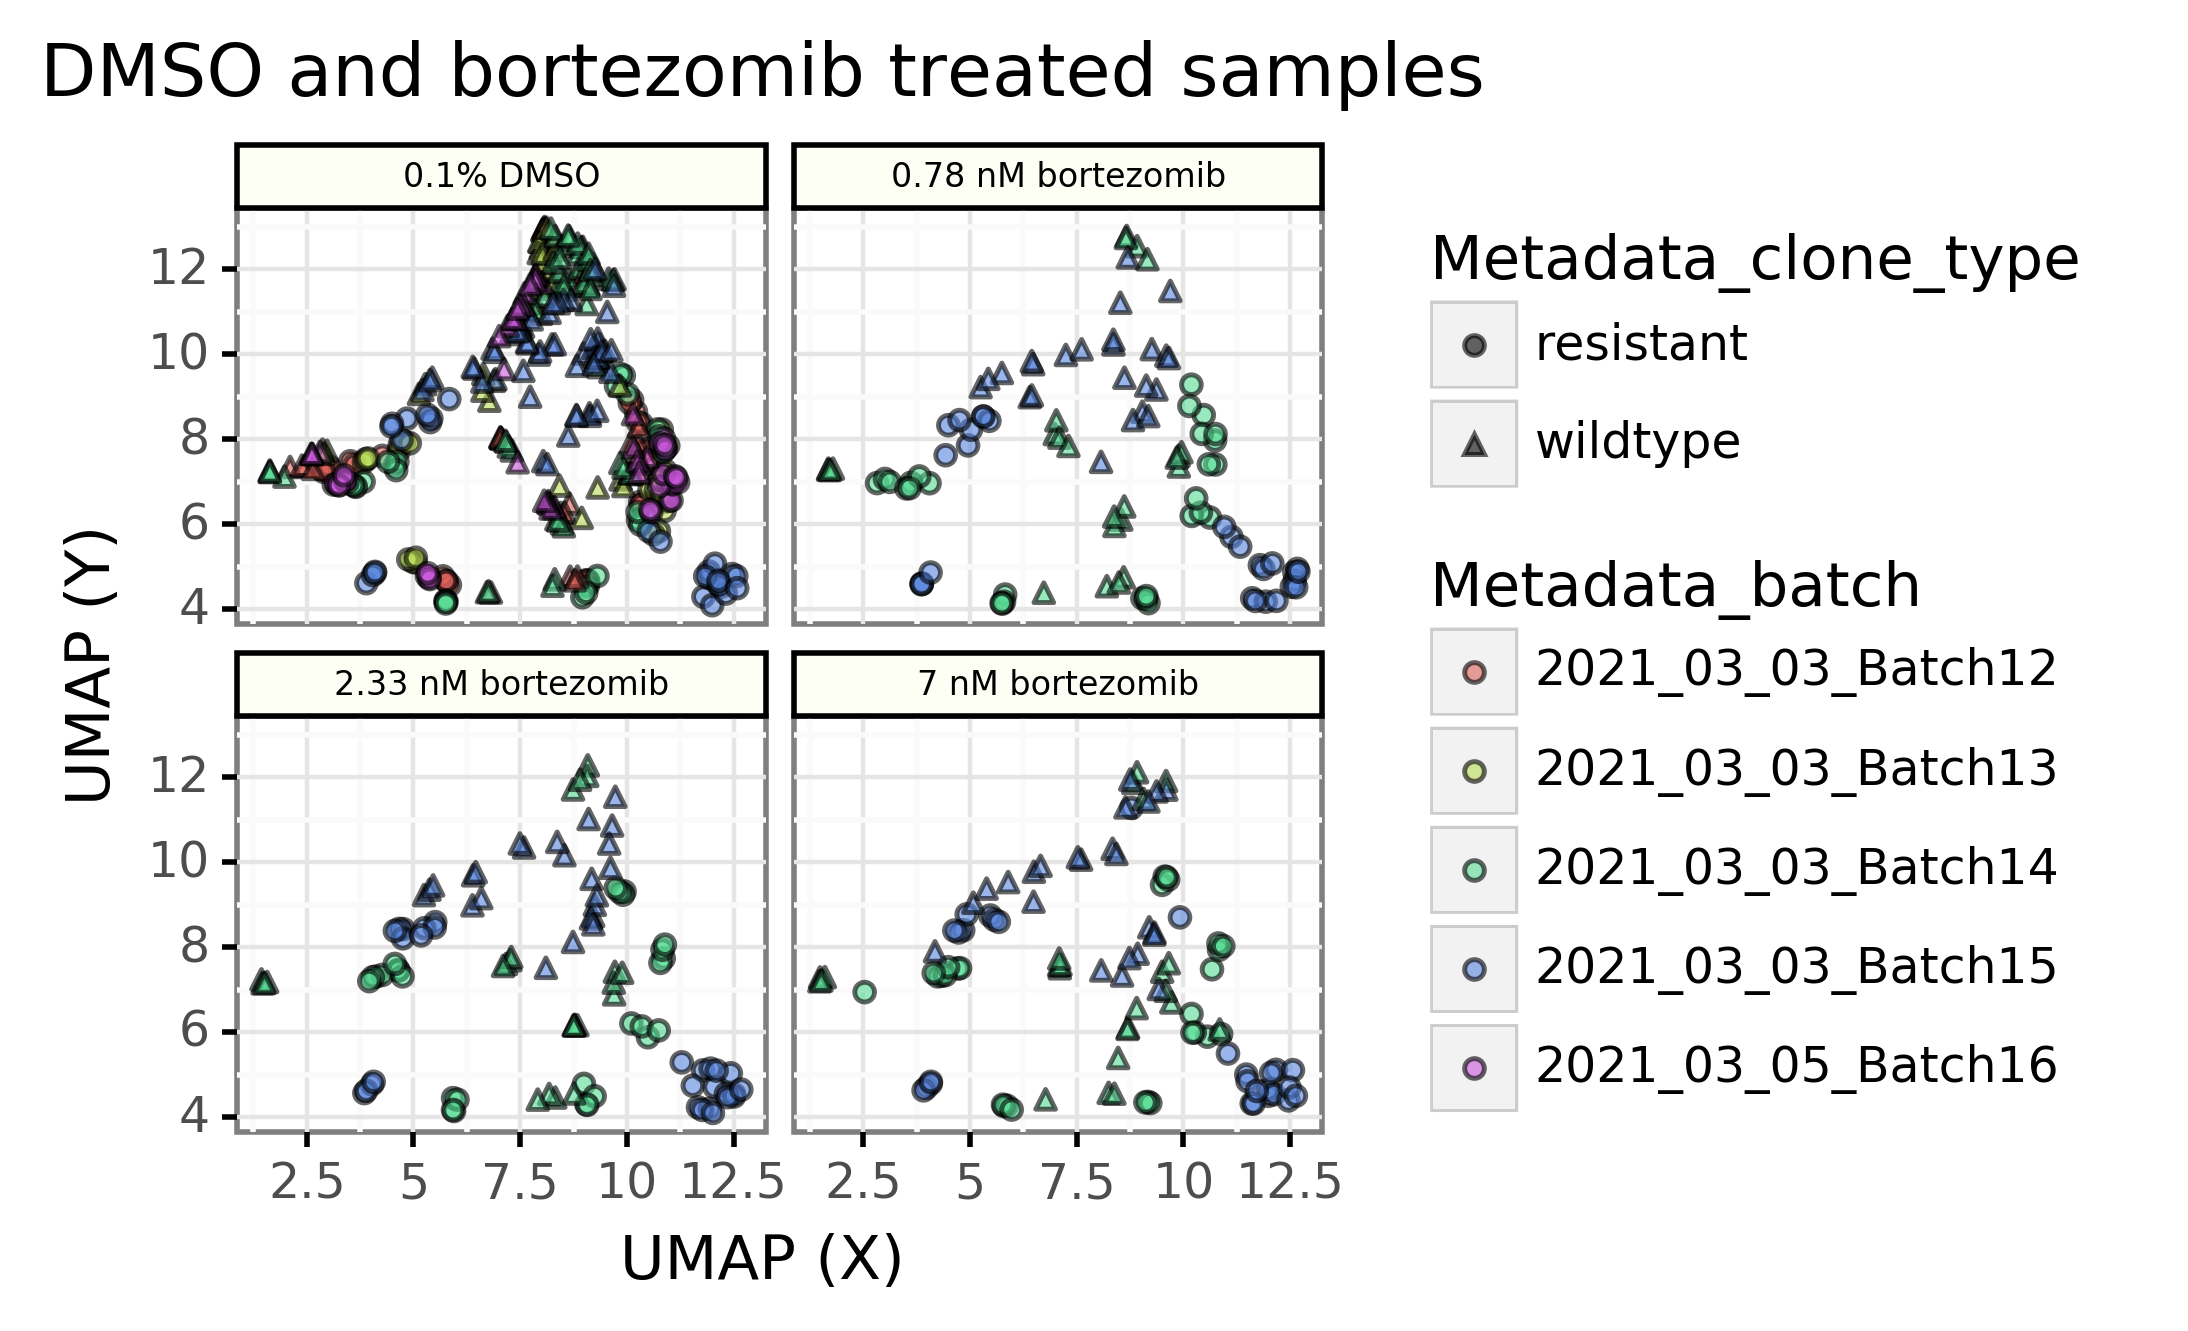 DMSO and bortezomib treated samples
0.1% DMSO
0.78 nM bortezomib
12
10
8
6
4
2.33 nM bortezomib
7 nM bortezomib
12
10
8
6
4
2.5 5 7.5 10 12.5
2.5 5 7.5 10 12.5
UMAP (X)
UMAP (Y)
Metadata_clone_type
resistant
wildtype
Metadata_batch
2021_03_03_Batch12
2021_03_03_Batch13
2021_03_03_Batch14
2021_03_03_Batch15
2021_03_05_Batch16